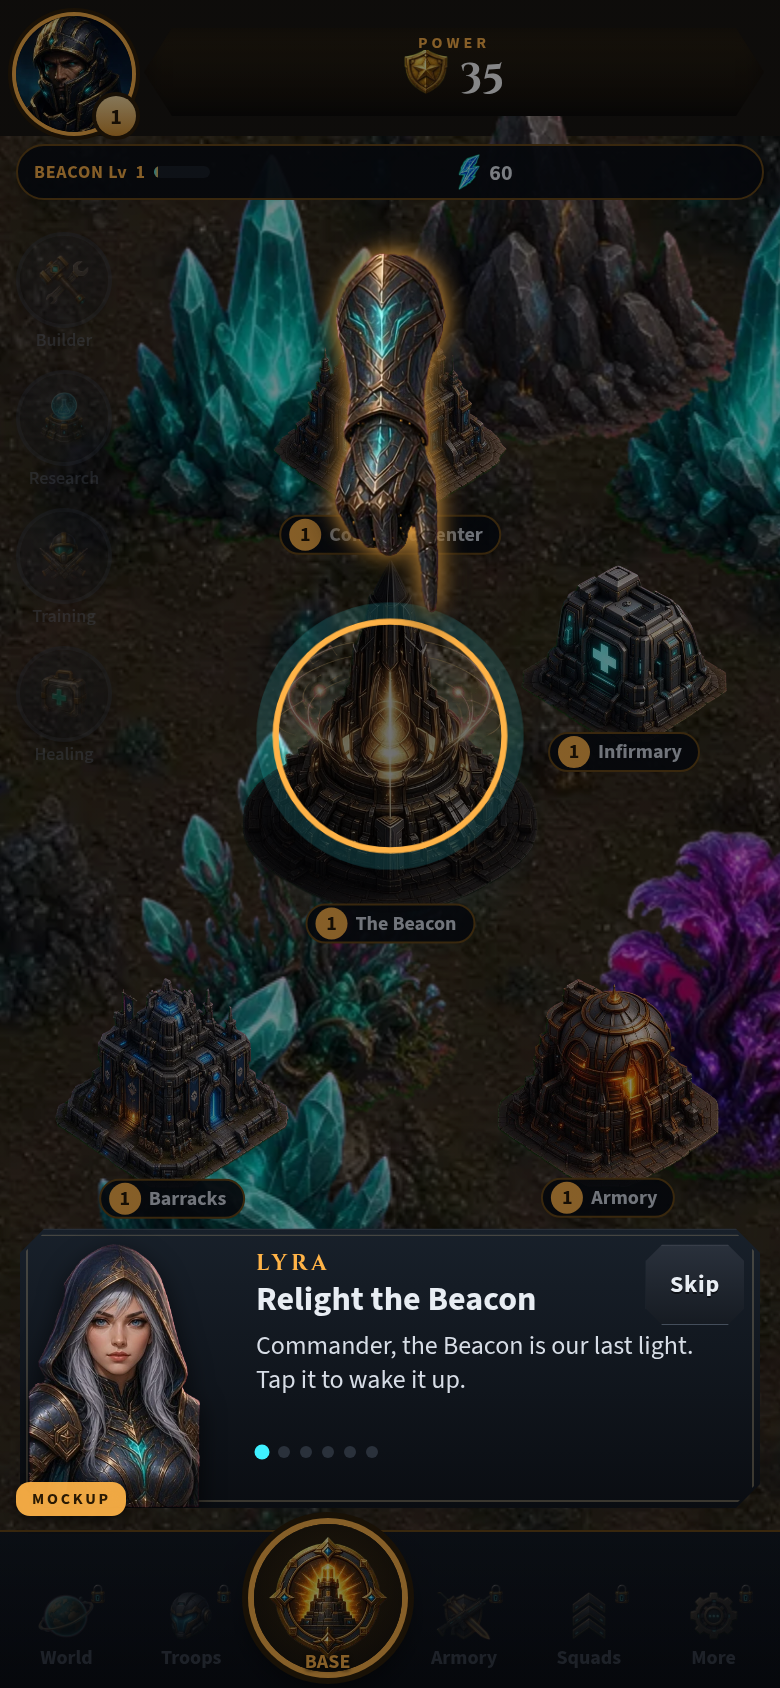 POWER
35
1
BEACON Lv 1
60
Builder
Research
1 Co enter
Training
1 Infirmary
Healing
1 The Beacon
1 Barracks
1 Armory
LYRA
Relight the Beacon
Skip
Commander, the Beacon is our last light.
Tap it to wake it up.
MOCKUP
World
Troops
BASE
Armory
Squads
More